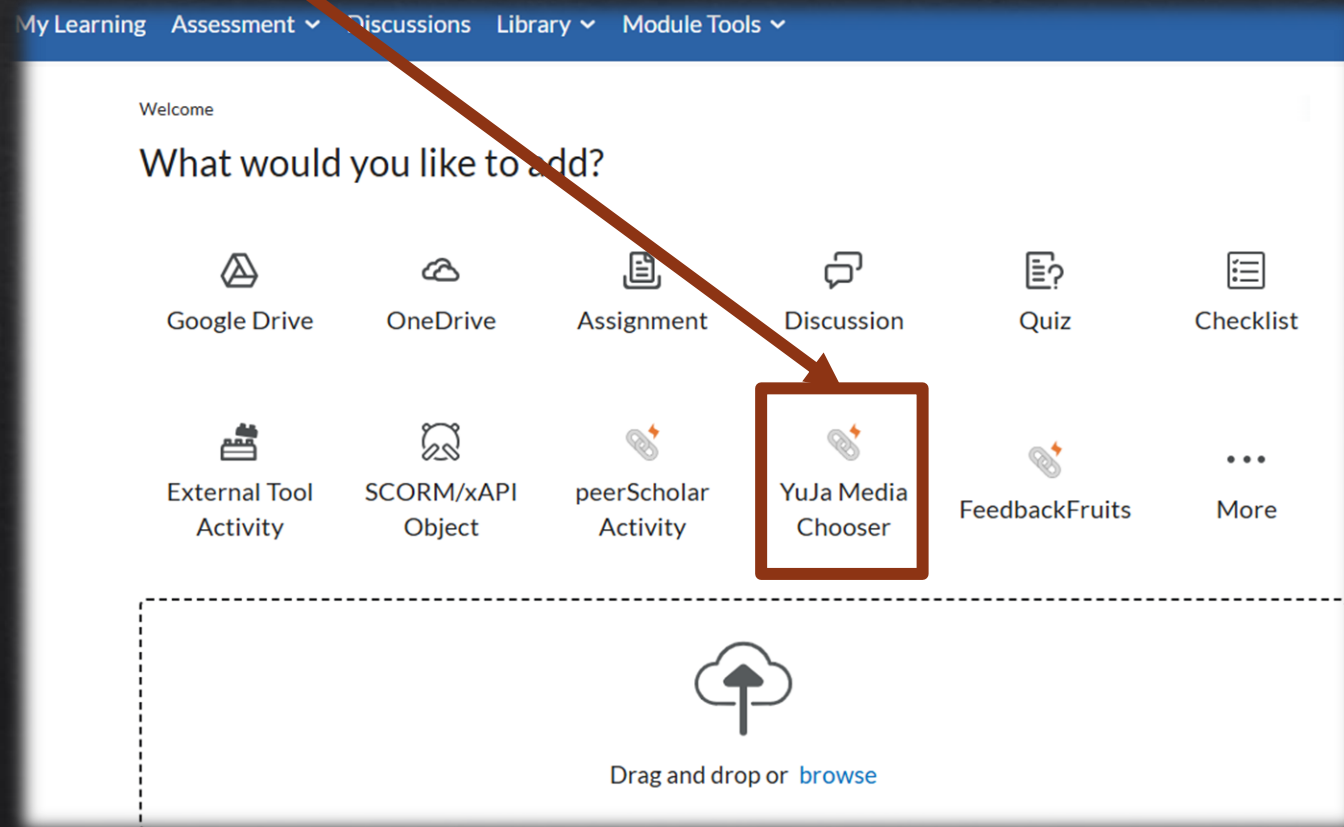 My Learning Assessment Discussions Library Module Tools
Welcome
What would you like to add?
Google Drive OneDrive Assignment Discussion Quiz Checklist
External Tool SCORM/xAPI peerScholar YuJa Media FeedbackFruits More
Activity Object Activity Chooser
Drag and drop or browse